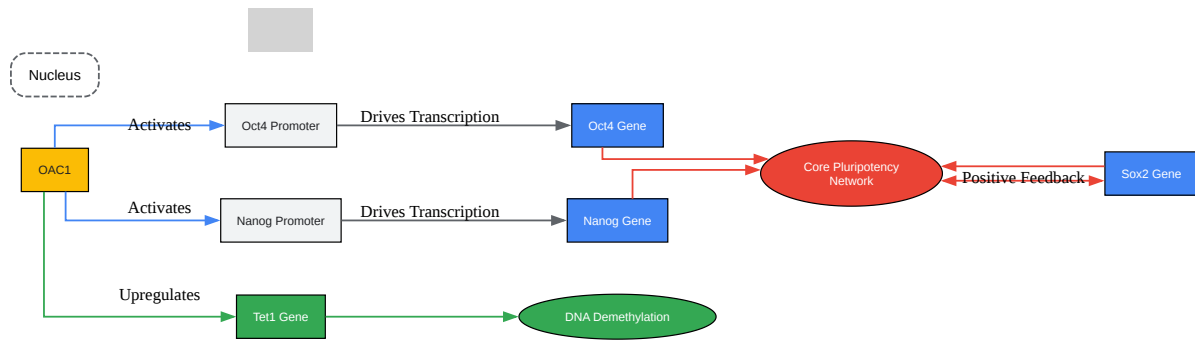 Nucleus
Activates
Oct4 Promoter
Drives Transcription
Oct4 Gene
OAC1
Core Pluripotency
Network
Positive Feedback
Sox2 Gene
Activates
Nanog Promoter
Drives Transcription
Nanog Gene
Upregulates
Tet1 Gene
DNA Demethylation